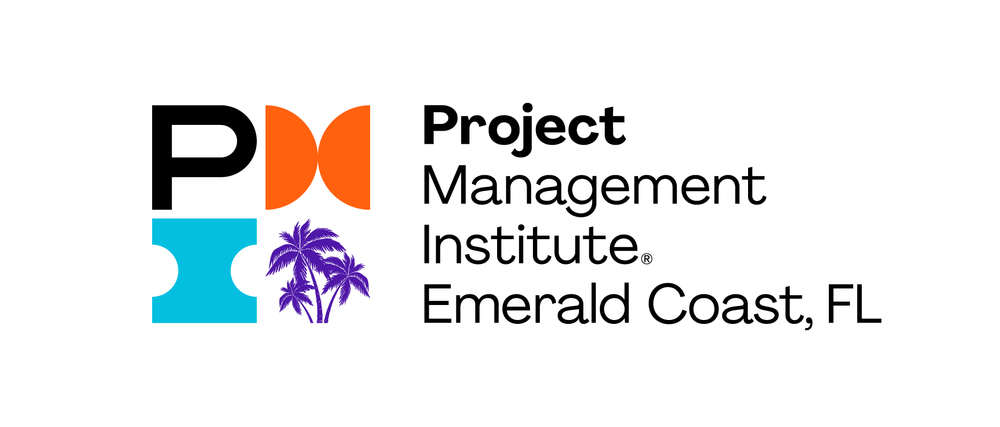 Project
Management
Institute®
Emerald Coast, FL